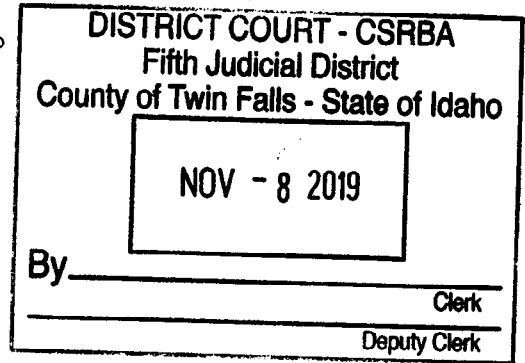 DISTRICT COURT - CSRBA
Fifth Judicial District
County of Twin Falls - State of Idaho
NOV - 8 2019
By
Clerk
Deputy Clerk